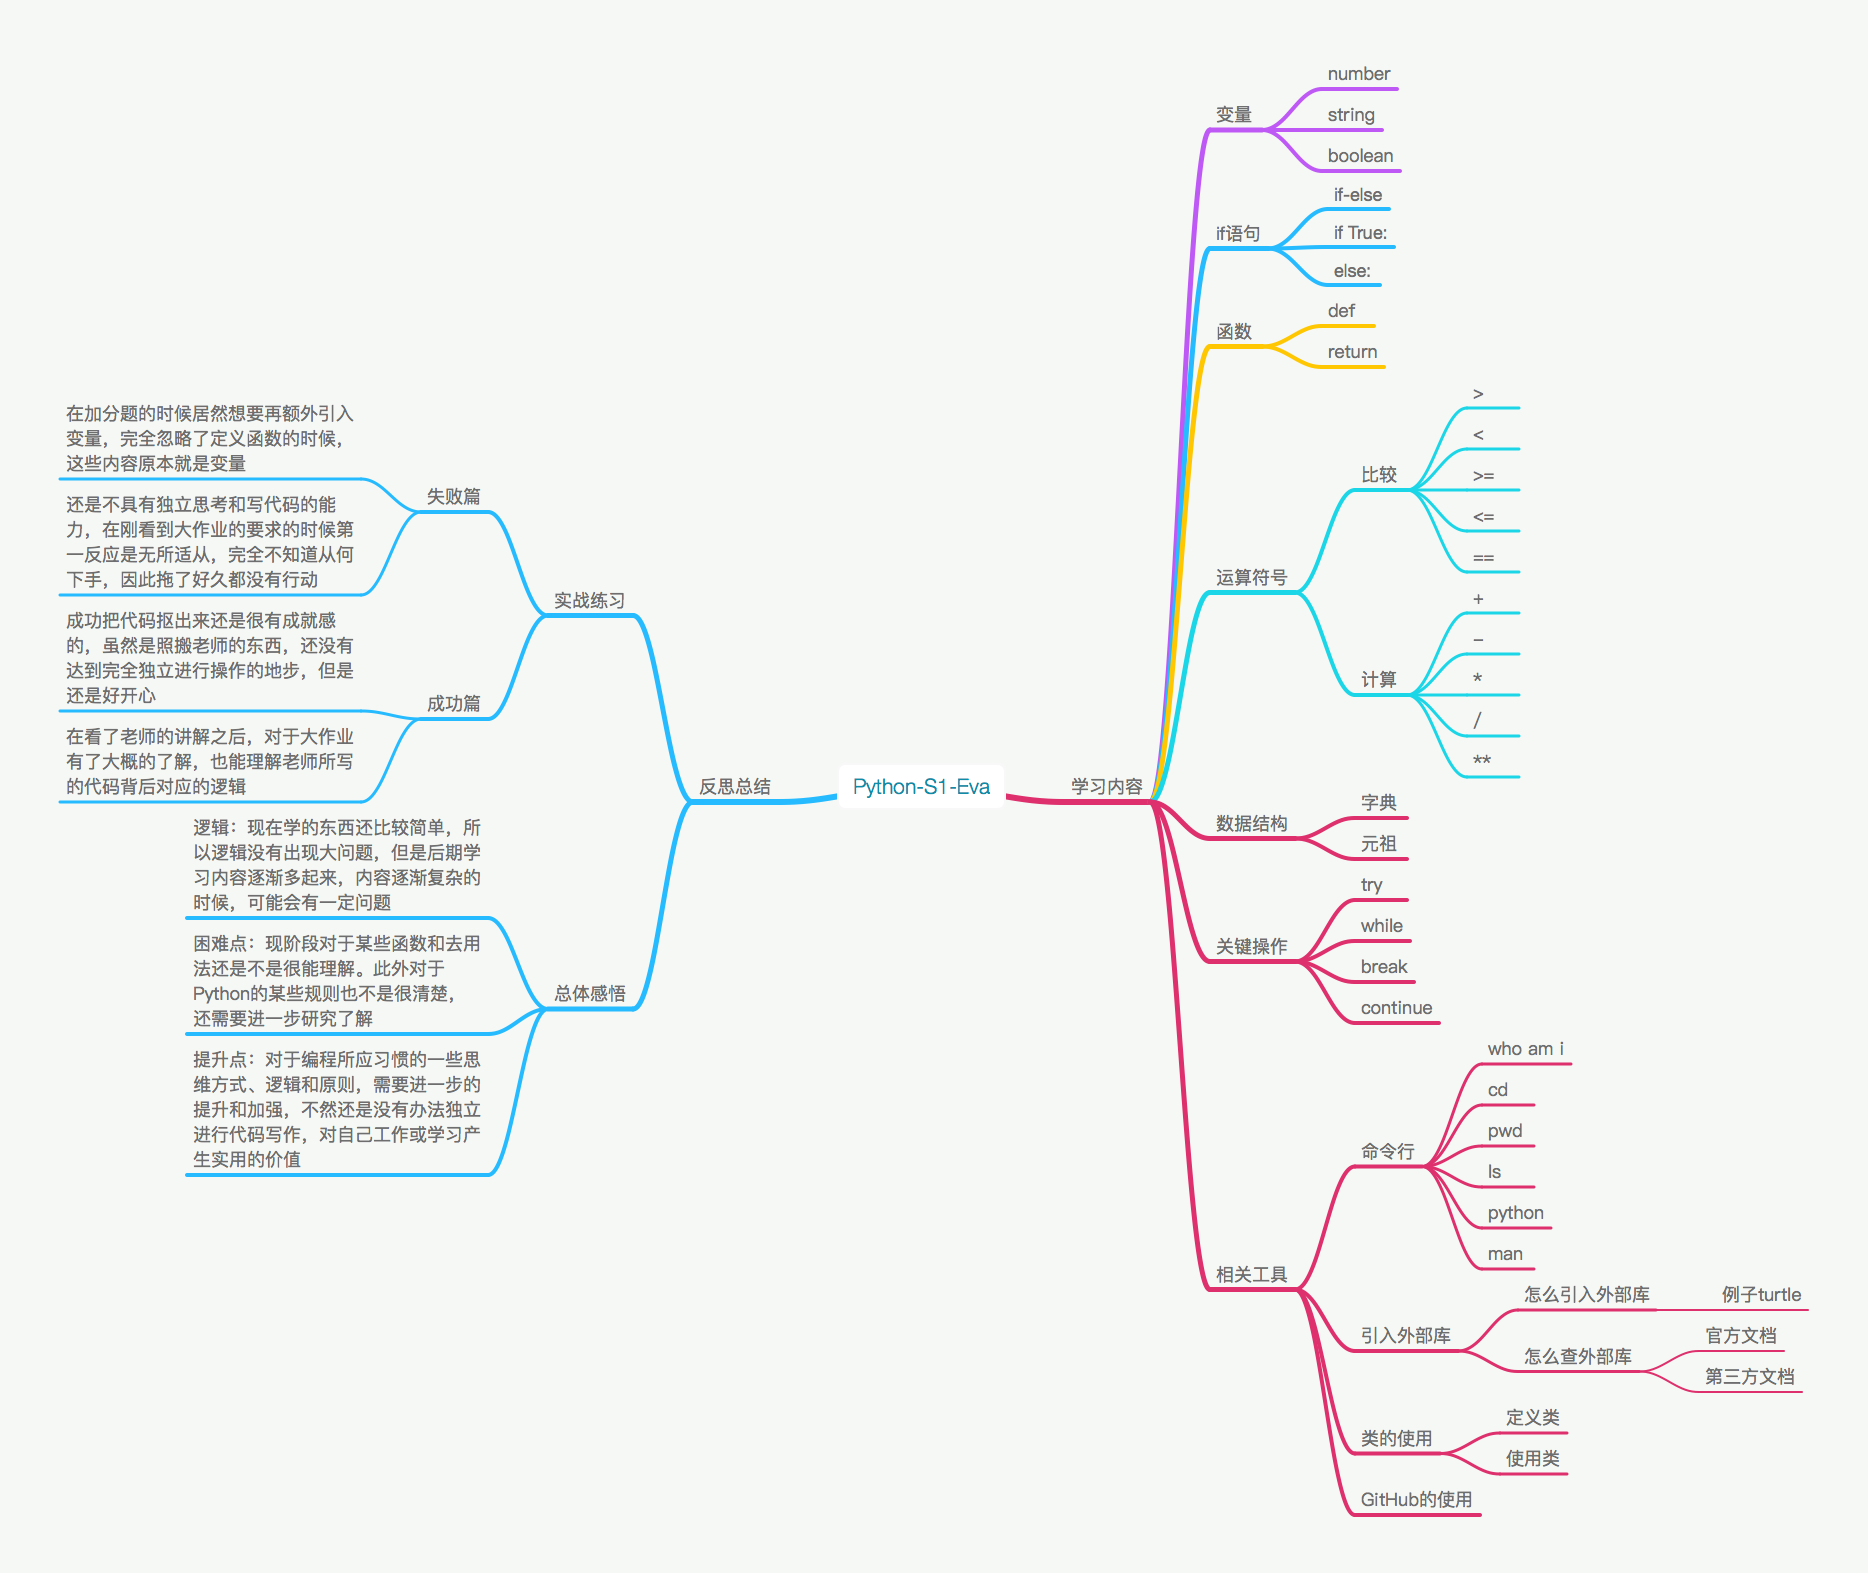 Python-S1-Eva
反思总结
实战练习
失败篇
在加分题的时候居然想要再额外引入
变量，完全忽略了定义函数的时候，
这些内容原本就是变量
还是不具有独立思考和写代码的能
力，在刚看到大作业的要求的时候第
一反应是无所适从，完全不知道从何
下手，因此拖了好久都没有行动
成功篇
成功把代码抠出来还是很有成就感
的，虽然是照搬老师的东西，还没有
达到完全独立进行操作的地步，但是
还是好开心
在看了老师的讲解之后，对于大作业
有了大概的了解，也能理解老师所写
的代码背后对应的逻辑
总体感悟
逻辑：现在学的东西还比较简单，所
以逻辑没有出现大问题，但是后期学
习内容逐渐多起来，内容逐渐复杂的
时候，可能会有一定问题
困难点：现阶段对于某些函数和去用
法还是不是很能理解。此外对于
Python的某些规则也不是很清楚，
还需要进一步研究了解
提升点：对于编程所应习惯的一些思
维方式、逻辑和原则，需要进一步的
提升和加强，不然还是没有办法独立
进行代码写作，对自己工作或学习产
生实用的价值
学习内容
变量
number
string
boolean
if语句
if-else
if True:
else:
函数
def
return
运算符号
比较
>
<
>=
<=
==
计算
+
-
*
/
**
数据结构
字典
元祖
关键操作
try
while
break
continue
相关工具
命令行
who am i
cd
pwd
ls
python
man
引入外部库
怎么引入外部库
例子turtle
怎么查外部库
官方文档
第三方文档
类的使用
定义类
使用类
GitHub的使用